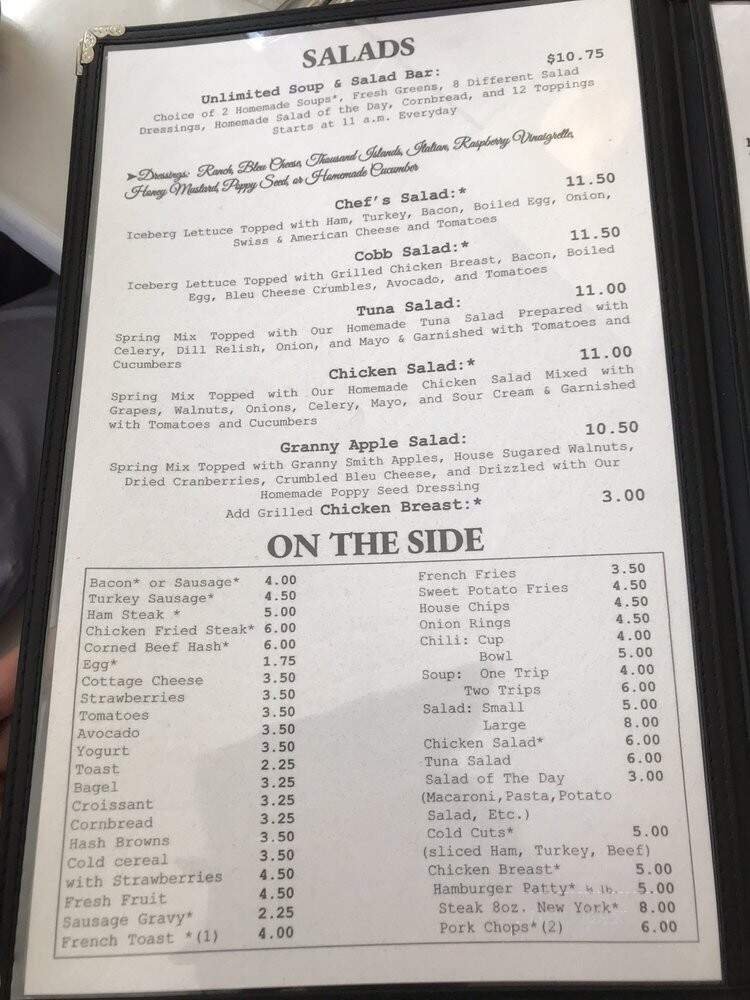 SALADS
Unlimited Soup & Salad Bar: $10.75
Choice of 2 Homemade Soups*, Fresh Greens, 8 Different Salad
Dressings, Homemade Salad of the Day, Cornbread, and 12 Toppings
Starts at 11 a.m. Everyday
➤Dressings: Ranch, Bleu Cheese, Thousand Islands, Italian, Raspberry Vinaigrette,
Honey Mustard, Poppy Seed, or Homemade Cucumber
Chef's Salad:* 11.50
Iceberg Lettuce Topped with Ham, Turkey, Bacon, Boiled Egg, Onion,
Swiss & American Cheese and Tomatoes
Cobb Salad:* 11.50
Iceberg Lettuce Topped with Grilled Chicken Breast, Bacon, Boiled
Egg, Bleu Cheese Crumbles, Avocado, and Tomatoes
Tuna Salad: 11.00
Spring Mix Topped with Our Homemade Tuna Salad Prepared with
Celery, Dill Relish, Onion, and Mayo & Garnished with Tomatoes and
Cucumbers
Chicken Salad:* 11.00
Spring Mix Topped with Our Homemade Chicken Salad Mixed with
Grapes, Walnuts, Onions, Celery, Mayo, and Sour Cream & Garnished
with Tomatoes and Cucumbers
Granny Apple Salad: 10.50
Spring Mix Topped with Granny Smith Apples, House Sugared Walnuts,
Dried Cranberries, Crumbled Bleu Cheese, and Drizzled with Our
Homemade Poppy Seed Dressing
Add Grilled Chicken Breast:* 3.00
ON THE SIDE
Bacon* or Sausage* 4.00
Turkey Sausage* 4.50
Ham Steak * 5.00
Chicken Fried Steak* 6.00
Corned Beef Hash* 6.00
Egg* 1.75
Cottage Cheese 3.50
Strawberries 3.50
Tomatoes 3.50
Avocado 3.50
Yogurt 3.50
Toast 2.25
Bagel 3.25
Croissant 3.25
Cornbread 3.25
Hash Browns 3.50
Cold cereal 3.50
with Strawberries 4.50
Fresh Fruit 4.50
Sausage Gravy* 2.25
French Toast *(1) 4.00
French Fries 3.50
Sweet Potato Fries 4.50
House Chips 4.50
Onion Rings 4.50
Chili: Cup 4.00
Bowl 5.00
Soup: One Trip 4.00
Two Trips 6.00
Salad: Small 5.00
Large 8.00
Chicken Salad* 6.00
Tuna Salad 6.00
Salad of The Day 3.00
(Macaroni,Pasta,Potato
Salad, Etc.)
Cold Cuts* 5.00
(sliced Ham, Turkey, Beef)
Chicken Breast* 5.00
Hamburger Patty* lb. 5.00
Steak 8oz. New York* 8.00
Pork Chops*(2) 6.00